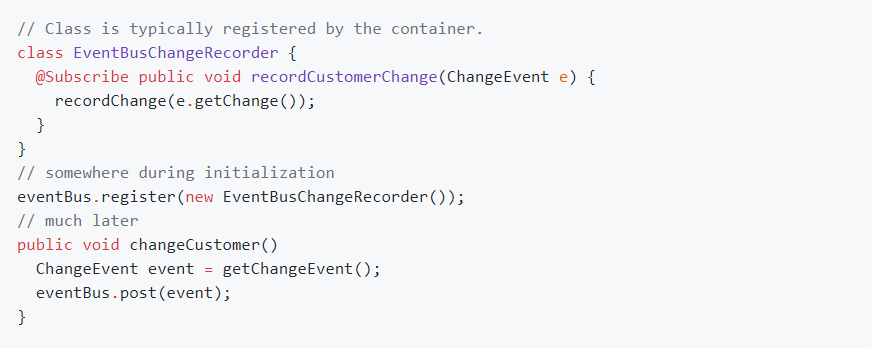 // Class is typically registered by the container.
class EventBusChangeRecorder {
  @Subscribe public void recordCustomerChange(ChangeEvent e) {
    recordChange(e.getChange());
  }
}
// somewhere during initialization
eventBus.register(new EventBusChangeRecorder());
// much later
public void changeCustomer()
  ChangeEvent event = getChangeEvent();
  eventBus.post(event);
}